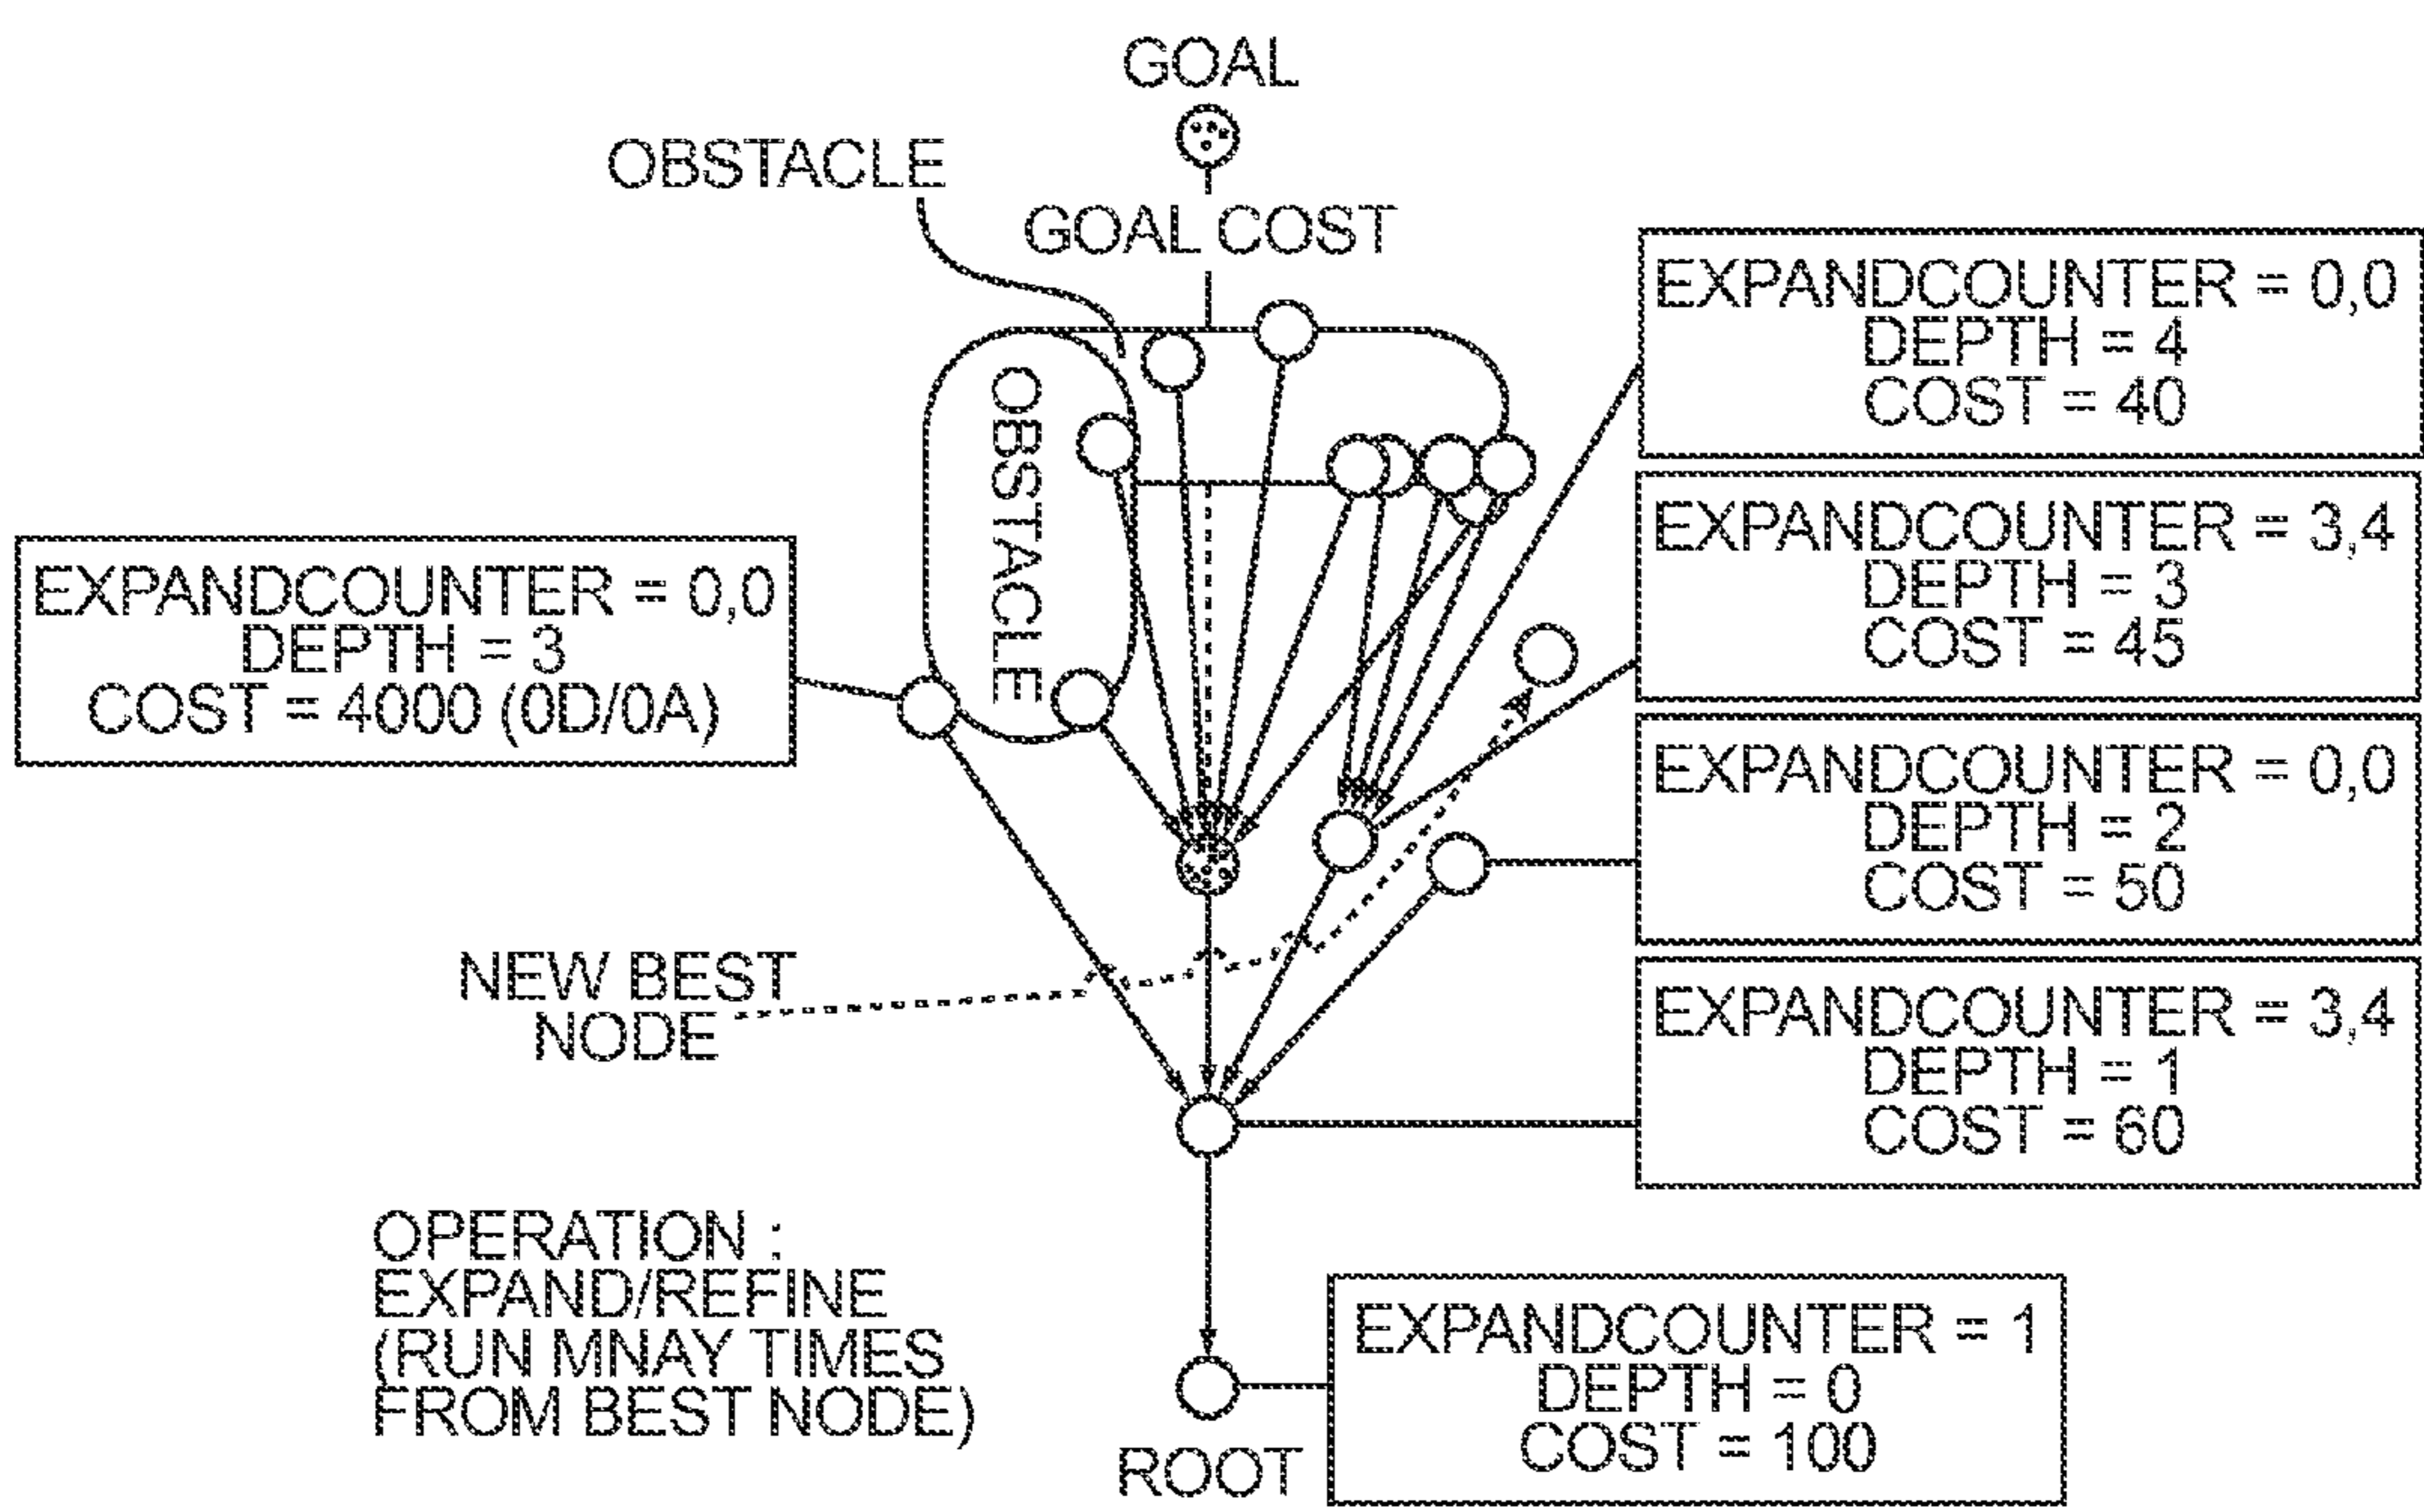 GOAL
OBSTACLE
GOAL COST
EXPANDCOUNTER = 0,0
DEPTH = 4
COST = 40
OBSTACLE
EXPANDCOUNTER = 3,4
DEPTH = 3
COST = 45
EXPANDCOUNTER = 0,0
DEPTH = 3
COST = 4000 (0D/0A)
EXPANDCOUNTER = 0,0
DEPTH = 2
COST = 50
NEW BEST
NODE
EXPANDCOUNTER = 3,4
DEPTH = 1
COST = 60
OPERATION :
EXPAND/REFINE
(RUN MNAY TIMES
FROM BEST NODE)
EXPANDCOUNTER = 1
DEPTH = 0
COST = 100
ROOT